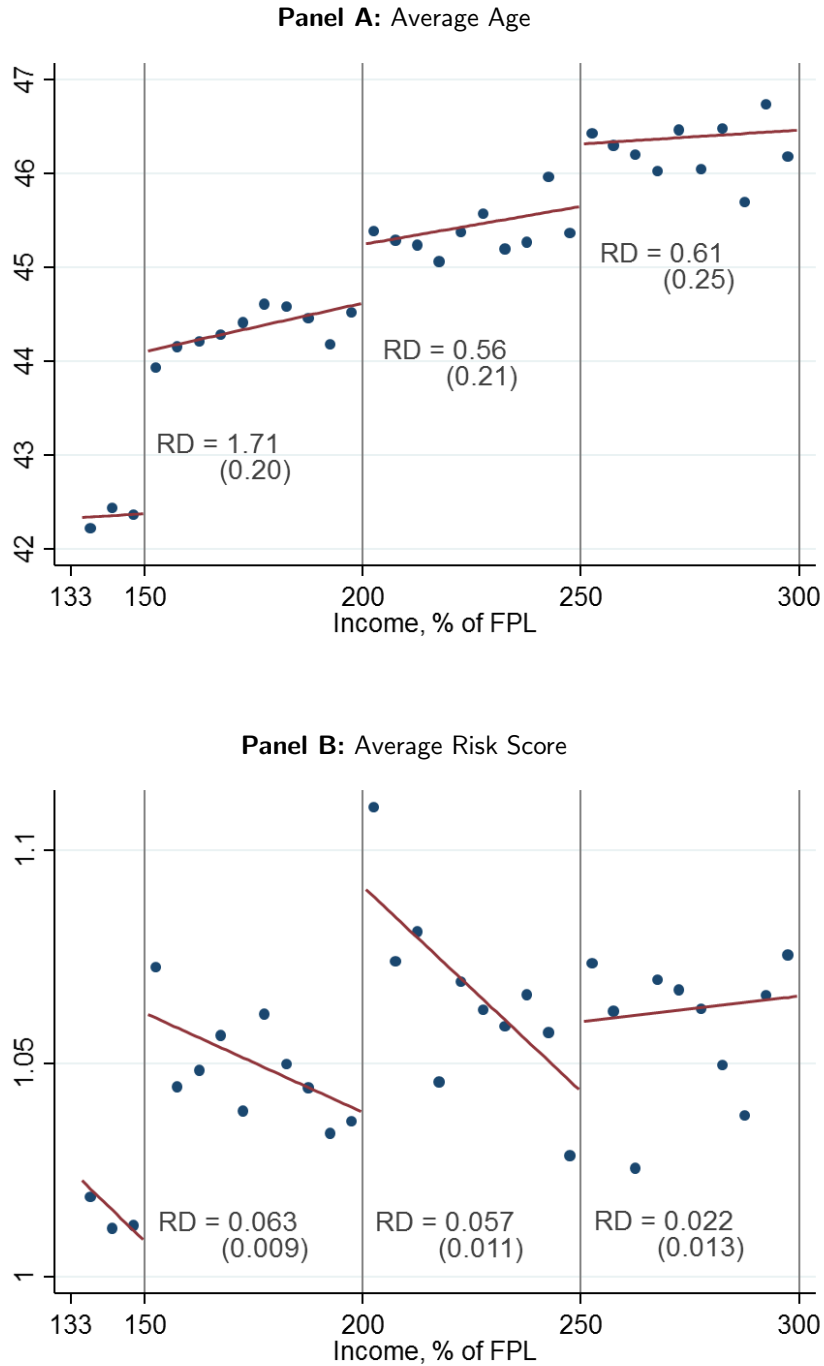 Panel A: Average Age
47
46
45
44
43
42
RD = 1.71
(0.20)
RD = 0.56
(0.21)
RD = 0.61
(0.25)
133 150 200 250 300
Income, % of FPL
Panel B: Average Risk Score
1.1
1.05
1
RD = 0.063
(0.009)
RD = 0.057
(0.011)
RD = 0.022
(0.013)
133 150 200 250 300
Income, % of FPL